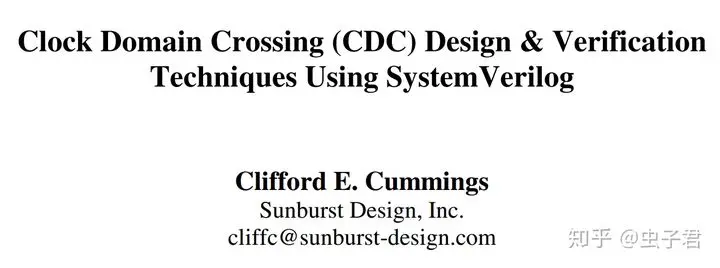 Clock Domain Crossing (CDC) Design & Verification
Techniques Using SystemVerilog
Clifford E. Cummings
Sunburst Design, Inc.
cliffc@sunburst-design.com
知乎 @虫子君